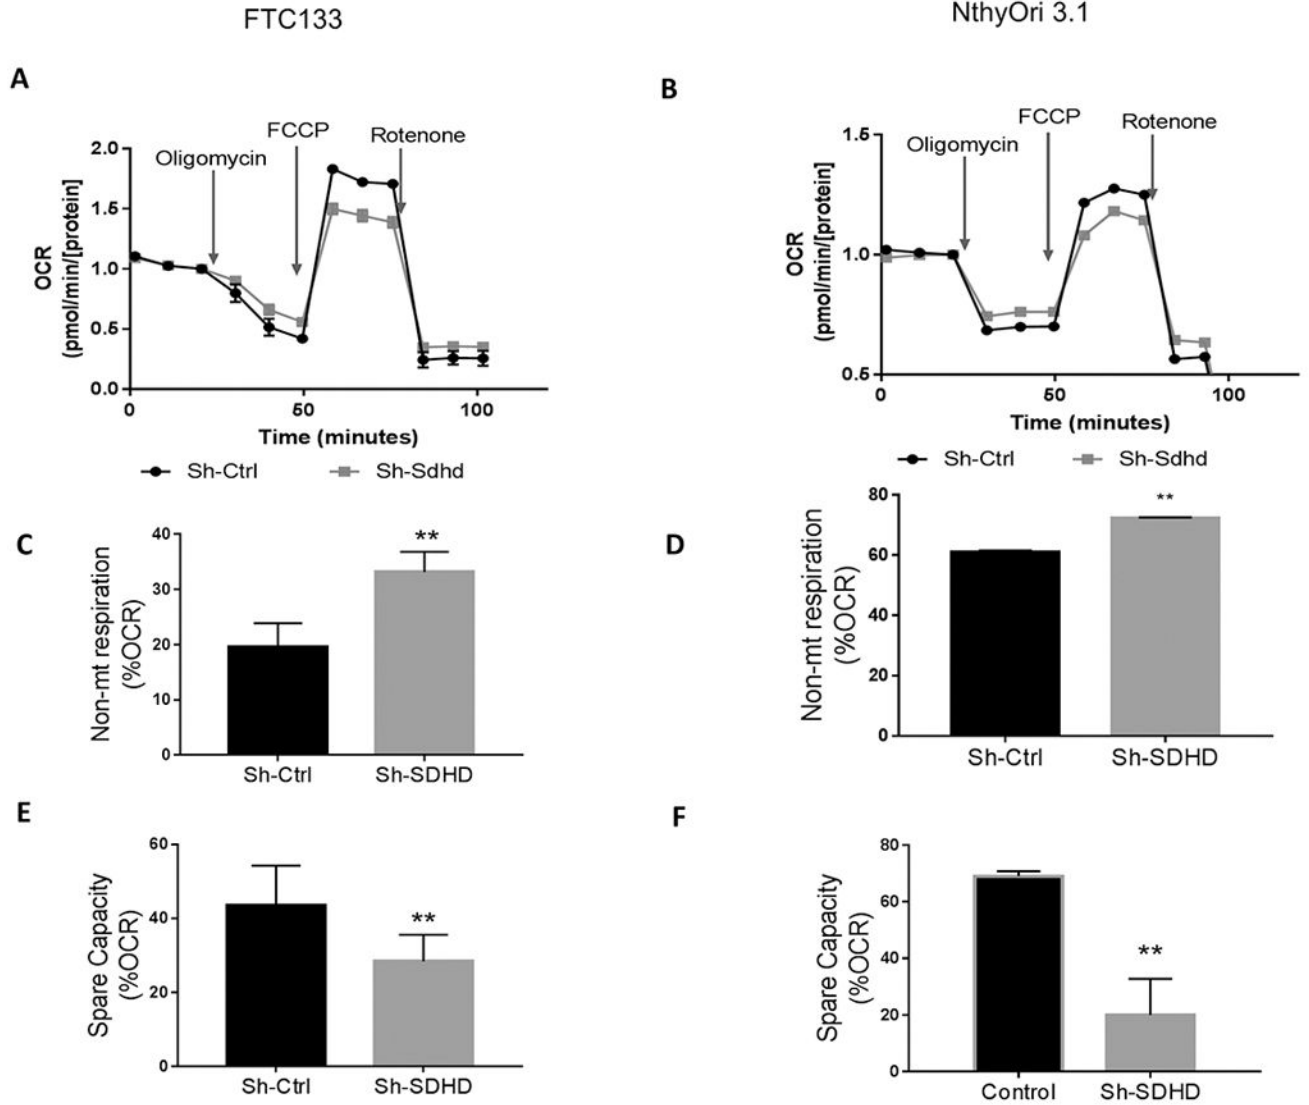 FTC133
NthyOri 3.1
A
OCR
(pmol/min/[protein]
2.0
1.5
1.0
0.5
0.0
Oligomycin
FCCP
Rotenone
0
50
100
Time (minutes)
Sh-Ctrl
Sh-Sdhd
B
OCR
(pmol/min/[protein]
1.5
1.0
0.5
Oligomycin
FCCP
Rotenone
0
50
100
Time (minutes)
Sh-Ctrl
Sh-Sdhd
C
Non-mt respiration
(%OCR)
40
30
20
10
0
**
Sh-Ctrl
Sh-SDHD
D
Non-mt respiration
(%OCR)
80
60
40
20
0
**
Sh-Ctrl
Sh-SDHD
E
Spare Capacity
(%OCR)
60
40
20
0
**
Sh-Ctrl
Sh-SDHD
F
Spare Capacity
(%OCR)
80
60
40
20
0
**
Control
Sh-SDHD